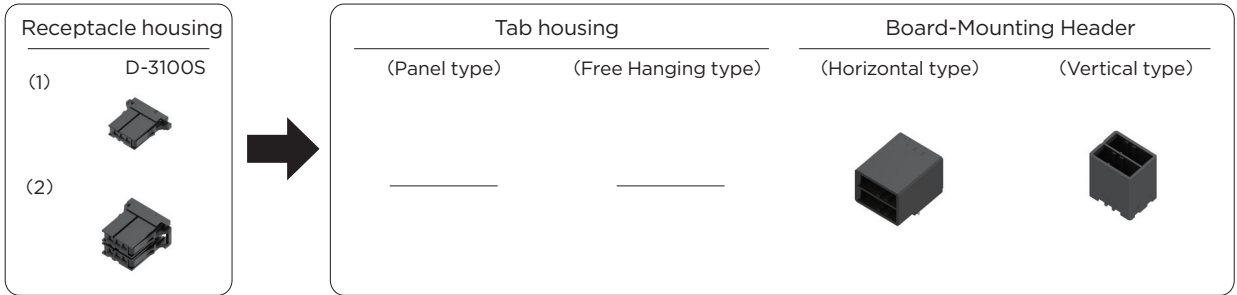 Receptacle housing
D-3100S
(1)
(2)
Tab housing
Board-Mounting Header
(Panel type)
(Free Hanging type)
(Horizontal type)
(Vertical type)